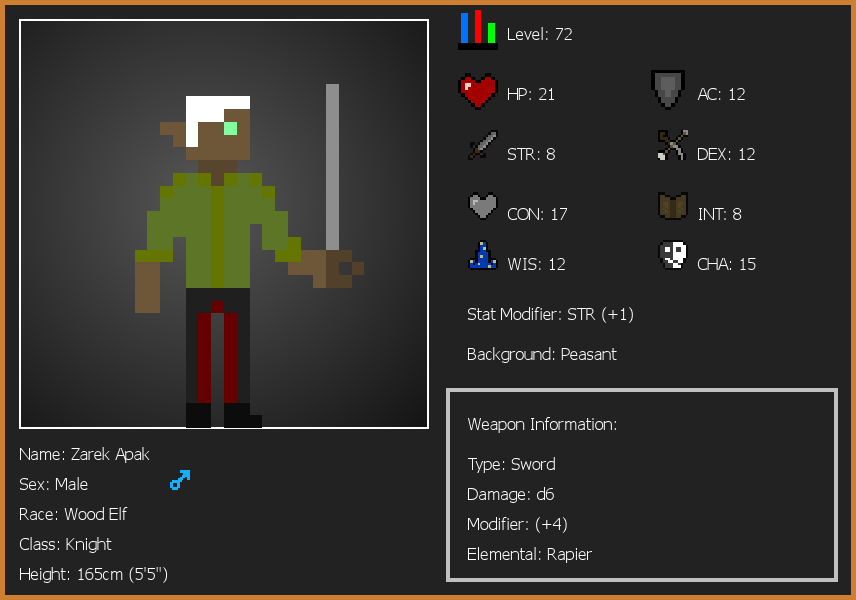 Level: 72
HP: 21
AC: 12
STR: 8
DEX: 12
CON: 17
INT: 8
WIS: 12
CHA: 15
Stat Modifier: STR (+1)
Background: Peasant
Weapon Information:
Type: Sword
Damage: d6
Modifier: (+4)
Elemental: Rapier
Name: Zarek Apak
Sex: Male
Race: Wood Elf
Class: Knight
Height: 165cm (5'5")